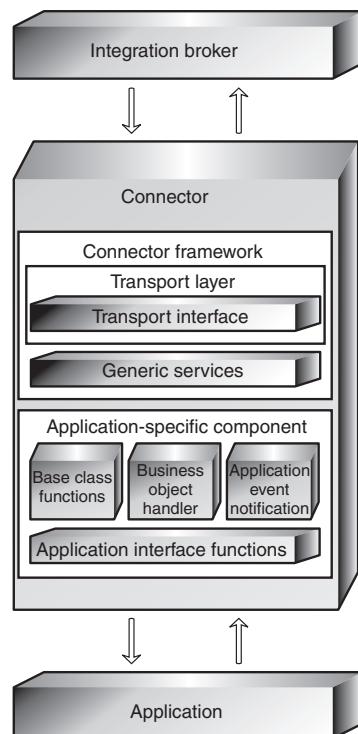 Integration broker
Connector
Connector framework
Transport layer
Transport interface
Generic services
Application-specific component
Base class
functions
Business
object
handler
Application
event
notification
Application interface functions
Application